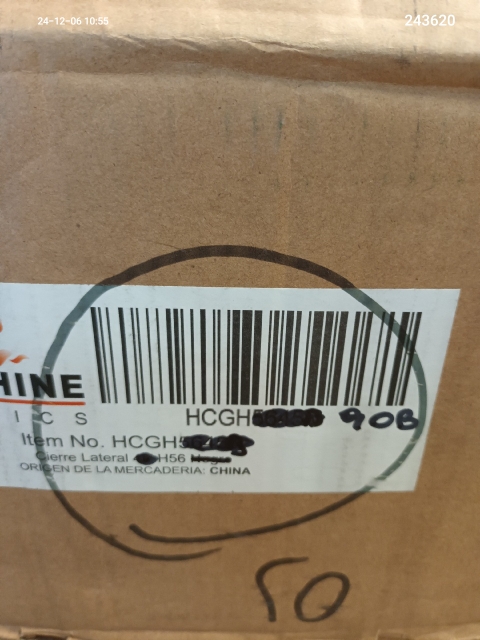 24-12-06 10:55
243620
HINE
I C S
HCGH 90B
Item No. HCGH5
Cierre Lateral H56
ORIGEN DE LA MERCADERIA: CHINA
50